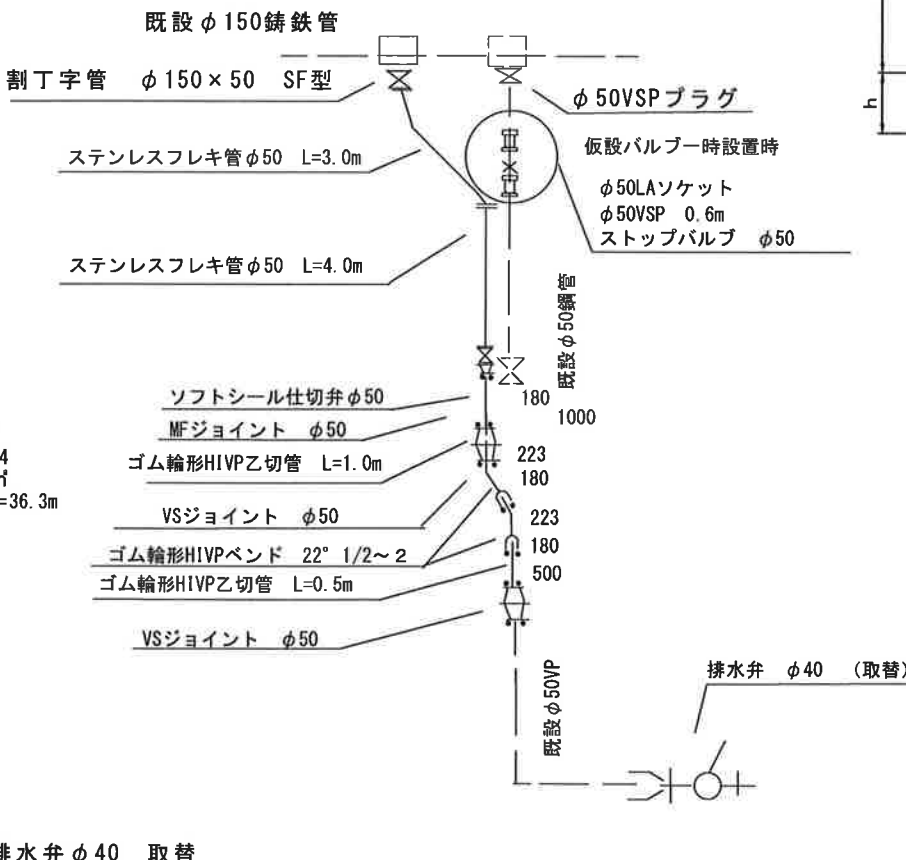 既設φ150鋳鉄管
割丁字管 φ150×50 SF型
φ50VSPプラグ
h
仮設バルブ一時設置時
ステンレスフレキ管φ50 L=3.0m
φ50LAソケット
φ50VSP 0.6m
ストップバルブ φ50
ステンレスフレキ管φ50 L=4.0m
既設φ50鋼管
ソフトシール仕切弁φ50
180
1000
MFジョイント φ50
ゴム輪形HIVP乙切管 L=1.0m
223
180
4
㎡
=36.3m
VSジョイント φ50
223
ゴム輪形HIVPベンド 22° 1/2~2
180
ゴム輪形HIVP乙切管 L=0.5m
500
VSジョイント φ50
既設φ50VP
排水弁 φ40 (取替)
排水弁φ40 取替